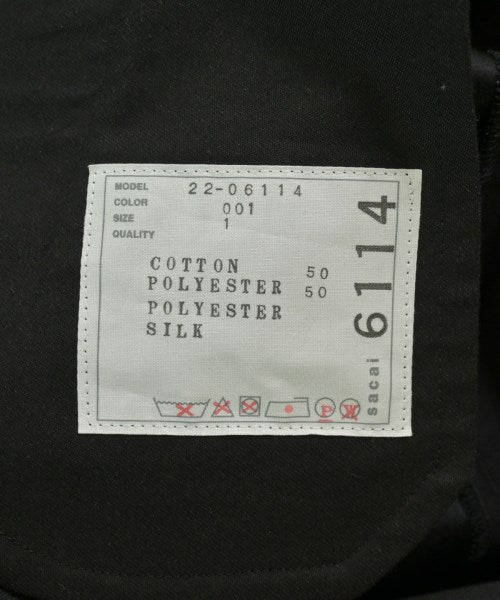 MODEL 22-06114
COLOR 001
SIZE 1
QUALITY
COTTON 50
POLYESTER 50
POLYESTER
SILK
P W
sacai 6114